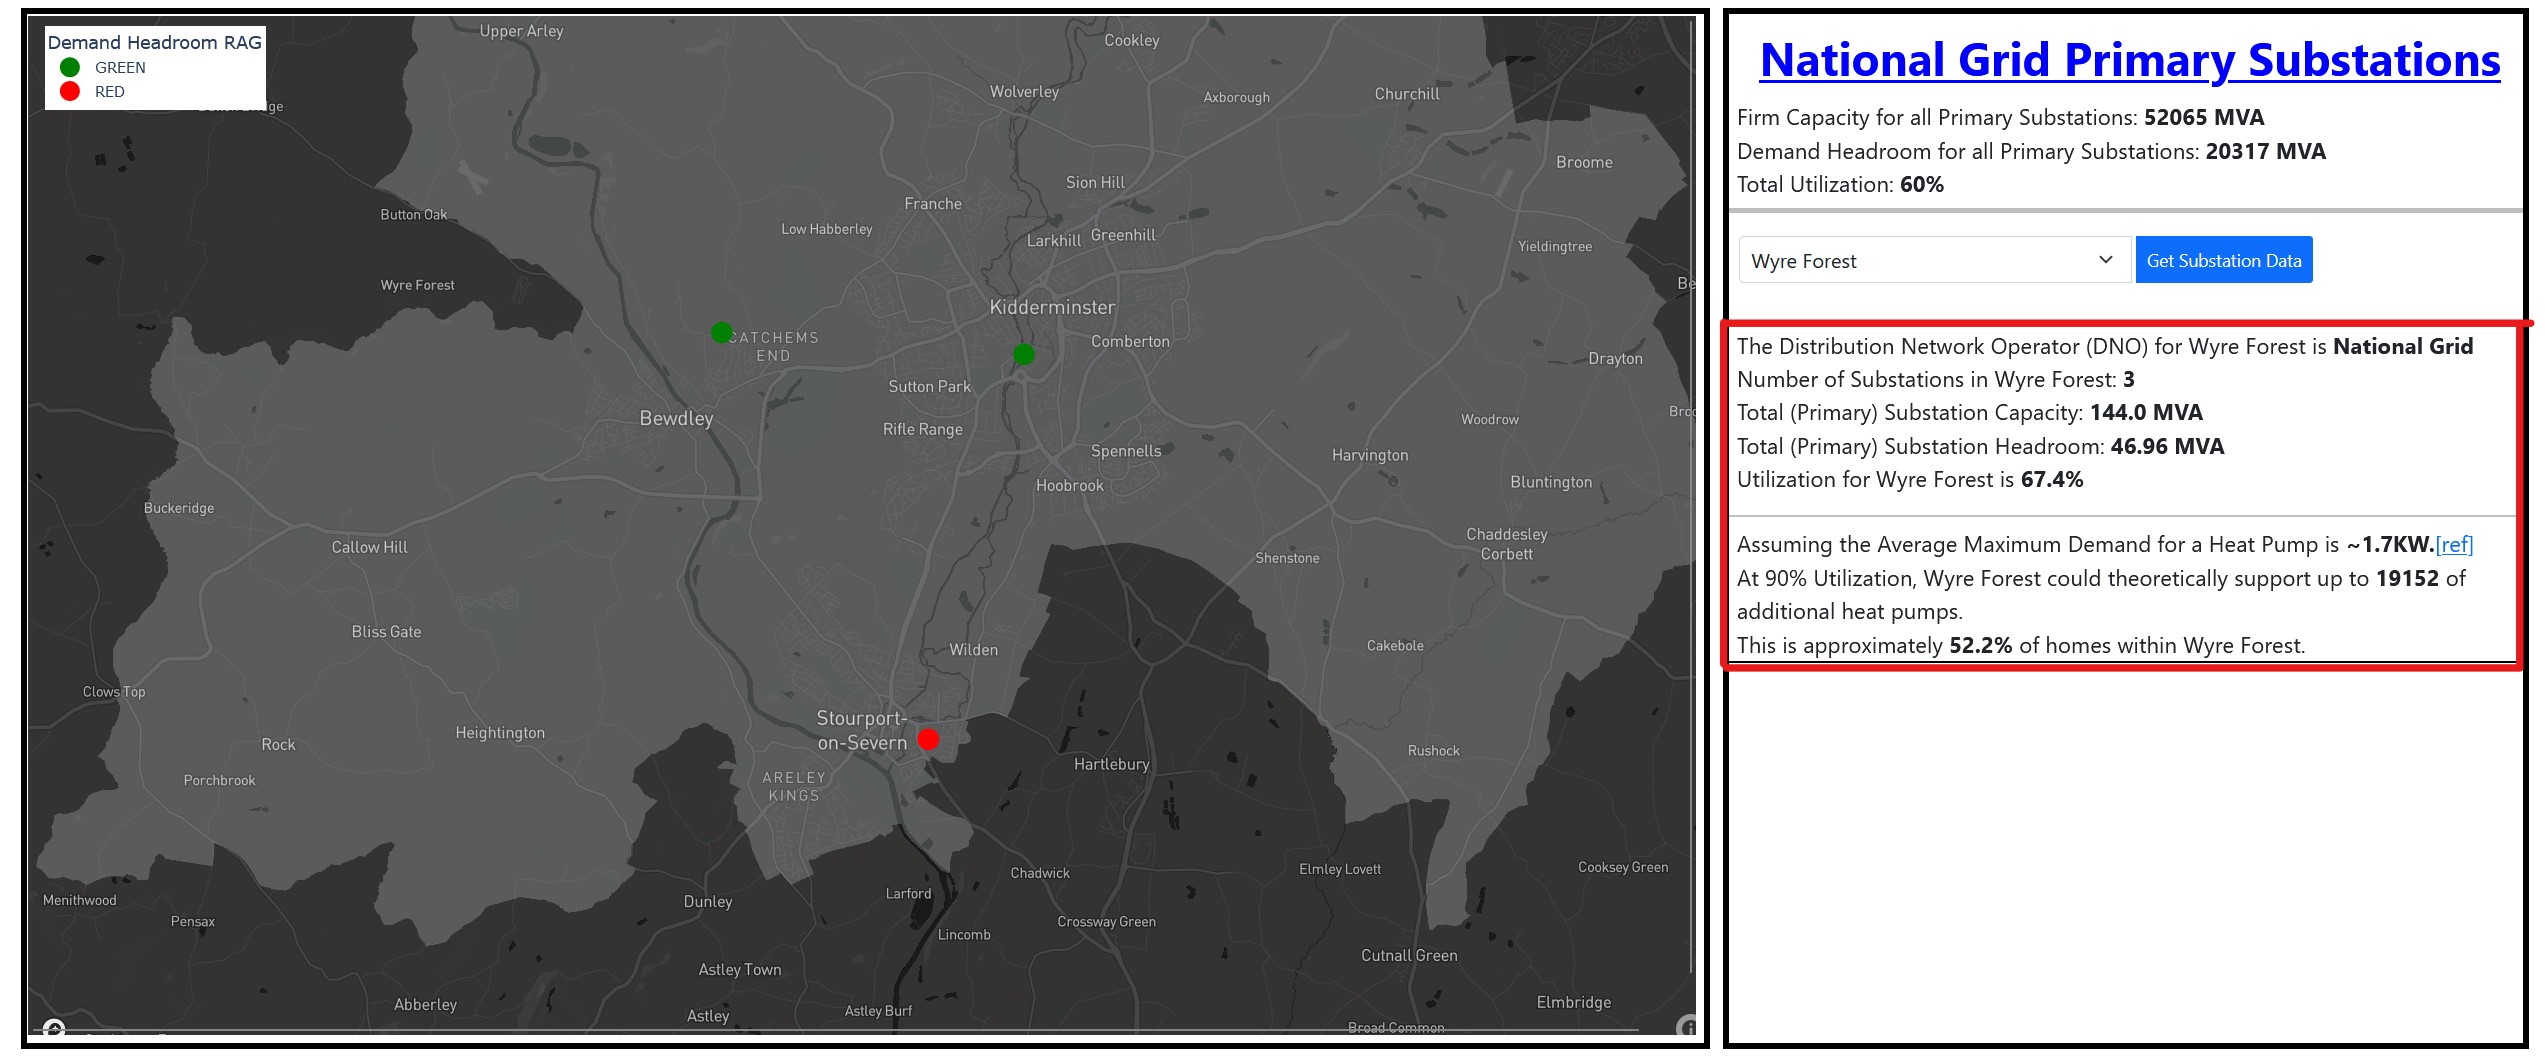 Demand Headroom RAG
GREEN
RED
Upper Arley
Cookley
Wolverley
Axborough
Churchill
Broome
Sion Hill
Franche
Button Oak
Low Habberley
Larkhill
Greenhill
Yieldingtree
Wyre Forest
Kidderminster
CATCHEMS
END
Comberton
Drayton
Sutton Park
Bewdley
Rifle Range
Woodrow
Spennells
Harvington
Hoobrook
Bluntington
Buckeridge
Callow Hill
Chaddesley
Corbett
Shenstone
Bliss Gate
Wilden
Cakebole
Clows Top
Stourport-
on-Severn
Heightington
Rock
Rushock
Porchbrook
ARELEY
KINGS
Hartlebury
Menithwood
Pensax
Dunley
Larford
Chadwick
Elmley Lovett
Cooksey Green
Lincomb
Crossway Green
Cutnall Green
Astley Town
Abberley
Astley
Astley Burf
Elmbridge
Broad Common
National Grid Primary Substations
Firm Capacity for all Primary Substations: 52065 MVA
Demand Headroom for all Primary Substations: 20317 MVA
Total Utilization: 60%
Wyre Forest
Get Substation Data
The Distribution Network Operator (DNO) for Wyre Forest is National Grid
Number of Substations in Wyre Forest: 3
Total (Primary) Substation Capacity: 144.0 MVA
Total (Primary) Substation Headroom: 46.96 MVA
Utilization for Wyre Forest is 67.4%
Assuming the Average Maximum Demand for a Heat Pump is ~1.7KW.[ref]
At 90% Utilization, Wyre Forest could theoretically support up to 19152 of
additional heat pumps.
This is approximately 52.2% of homes within Wyre Forest.